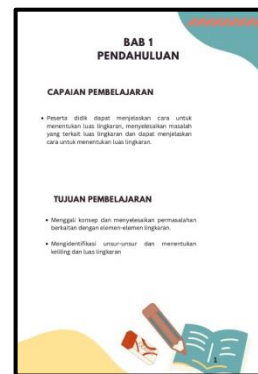 BAB 1
PENDAHULUAN
CAPAIAN PEMBELAJARAN
• Peserta didik dapat menjelaskan cara untuk
menentukan luas lingkaran, menyelesaikan masalah
yang terkait luas lingkaran dan dapat menjelaskan
cara untuk menentukan luas lingkaran.
TUJUAN PEMBELAJARAN
• Menggali konsep dan menyelesaikan permasalahan
berkaitan dengan elemen-elemen lingkaran.
• Mengidentifikasi unsur-unsur dan menentukan
keliling dan luas lingkaran
1